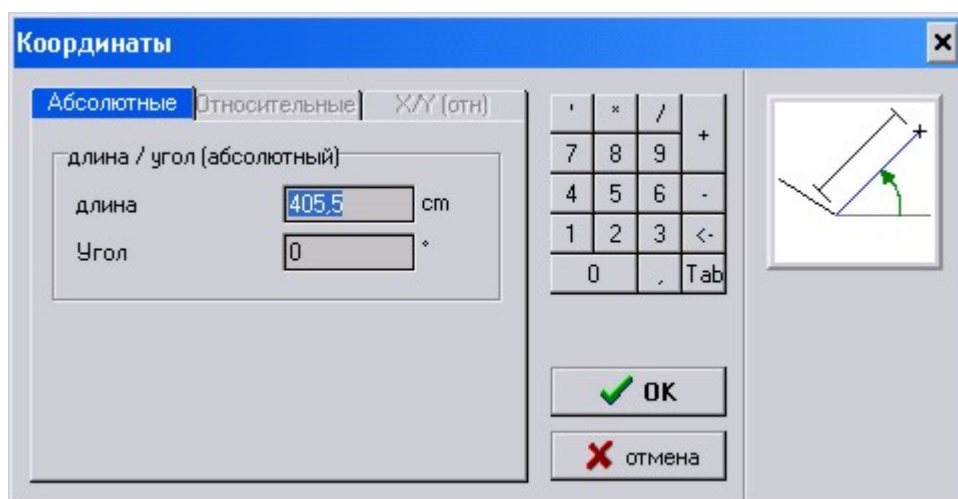 Координаты
Абсолютные Относительные X/Y (отн)
длина / угол (абсолютный)
длина 405,5 cm
Угол 0 °
' * / +
7 8 9
4 5 6 -
1 2 3 <-
0 , Tab
OK
отмена